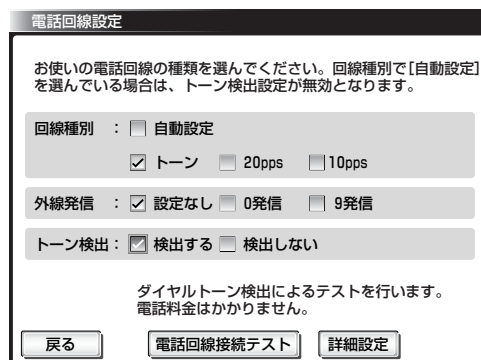 電話回線設定
お使いの電話回線の種類を選んでください。回線種別で[自動設定]
を選んでいる場合は、トーン検出設定が無効となります。
回線種別 : 自動設定
トーン 20pps 10pps
外線発信 : 設定なし 0発信 9発信
トーン検出 : 検出する 検出しない
ダイヤルトーン検出によるテストを行います。
電話料金はかかりません。
戻る 電話回線接続テスト 詳細設定